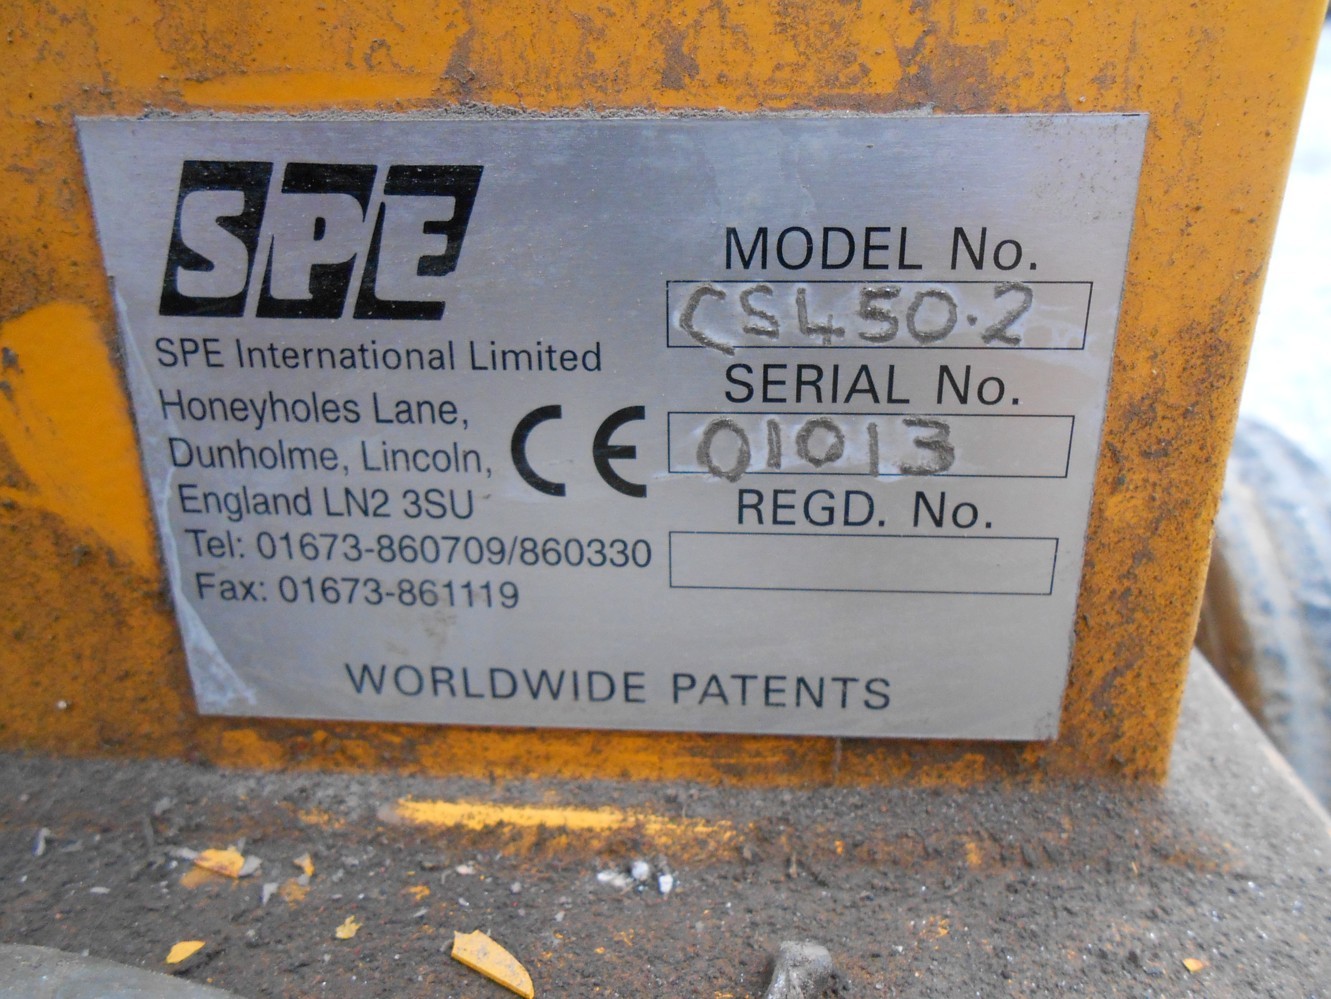 SPE
SPE International Limited
Honeyholes Lane,
Dunholme, Lincoln,
England LN2 3SU
Tel: 01673-860709/860330
Fax: 01673-861119
CE
MODEL No.
CSL450.2
SERIAL No.
01013
REGD. No.
WORLDWIDE PATENTS